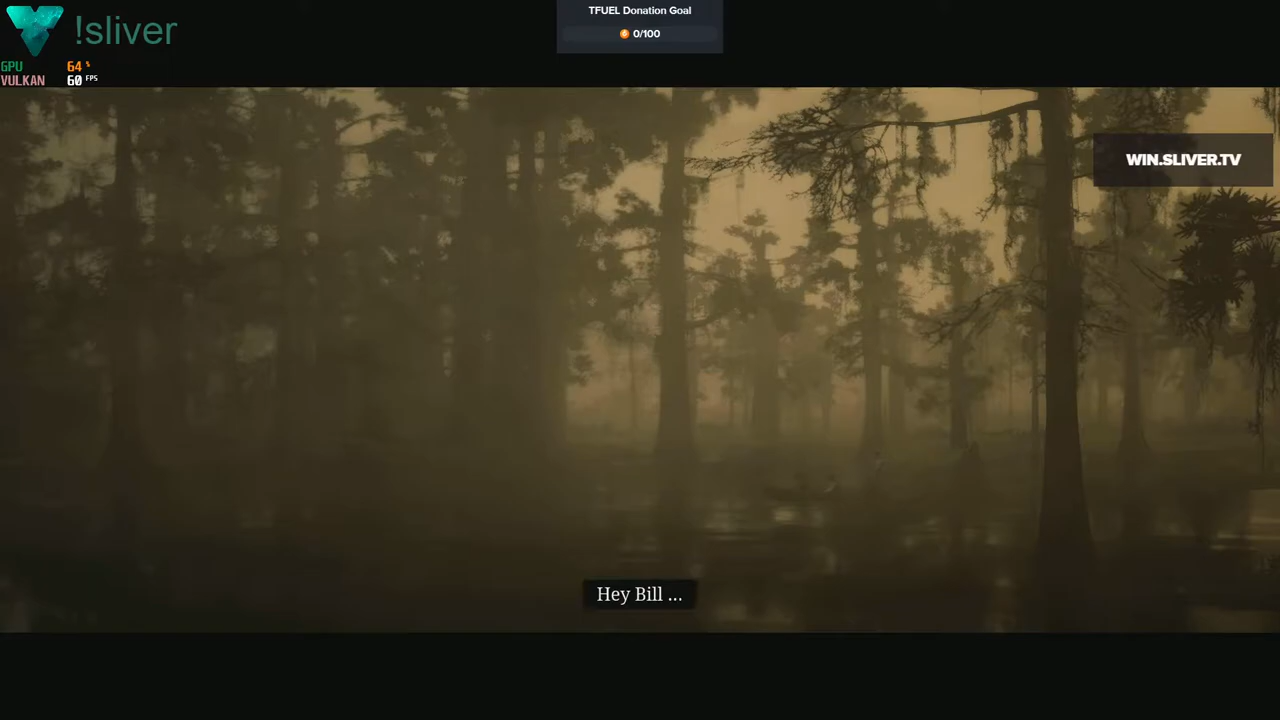 !sliver
TFUEL Donation Goal
0/100
GPU 64 %
VULKAN 60 FPS
WIN.SLIVER.TV
Hey Bill ...